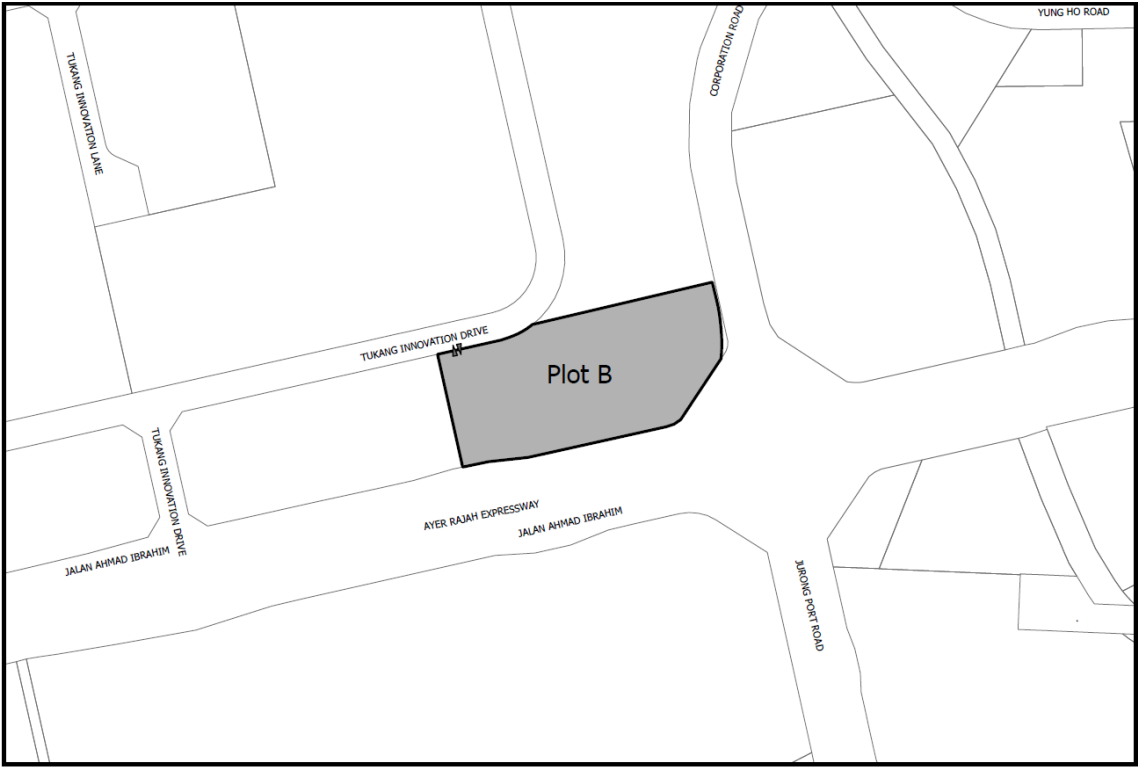 YUNG HO ROAD
CORPORATION ROAD
TUKANG INNOVATION LANE
TUKANG INNOVATION DRIVE
Plot B
TUKANG INNOVATION DRIVE
AYER RAJAH EXPRESSWAY
JALAN AHMAD IBRAHIM
JALAN AHMAD IBRAHIM
JURONG PORT ROAD